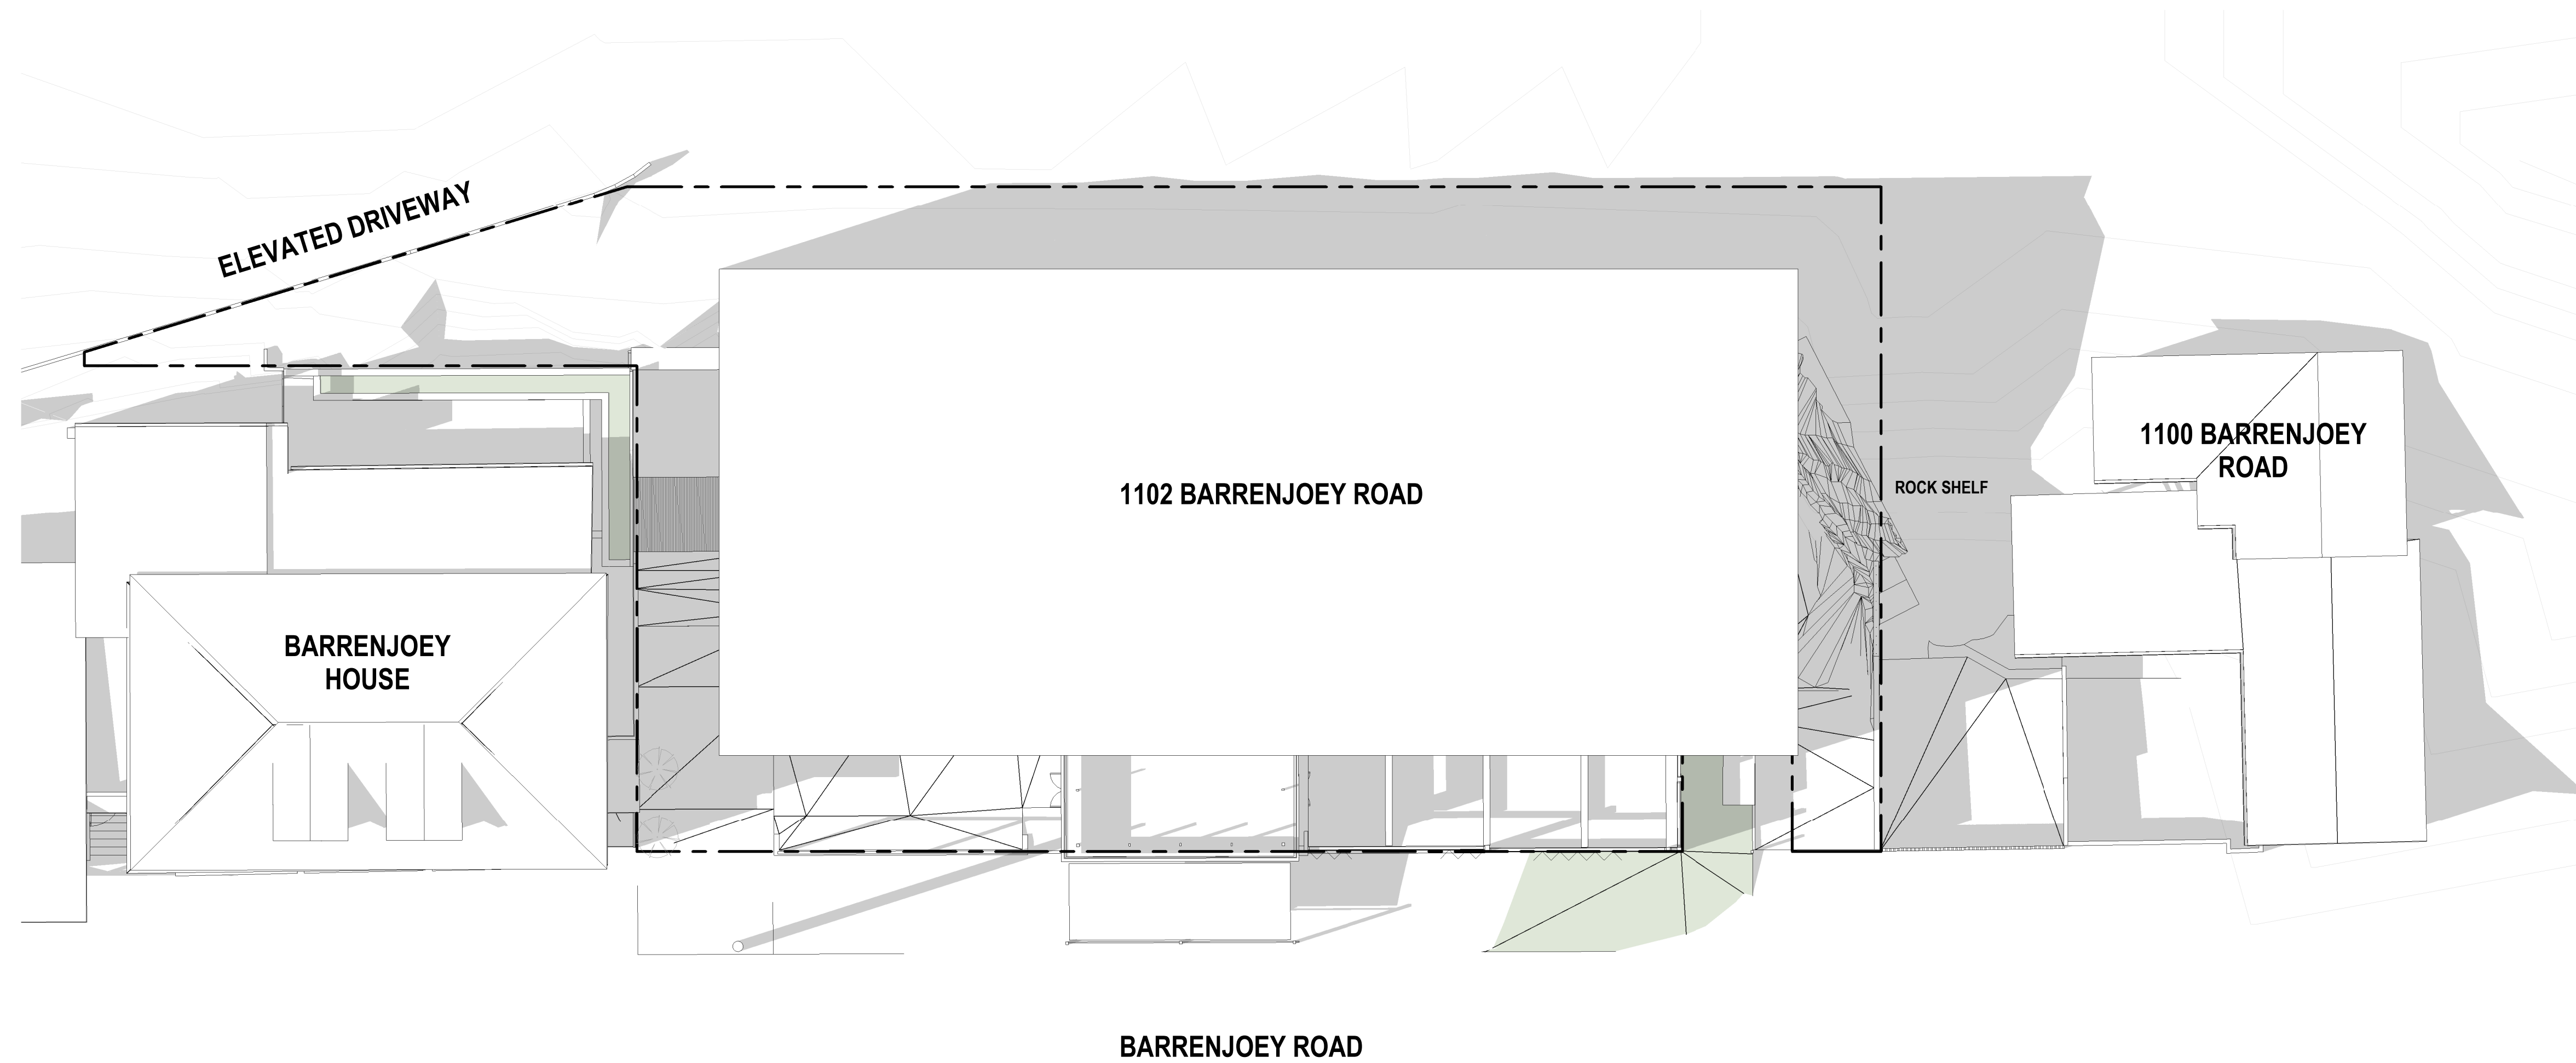 ELEVATED DRIVEWAY
1100 BARRENJOEY
ROAD
1102 BARRENJOEY ROAD
ROCK SHELF
BARRENJOEY
HOUSE
BARRENJOEY ROAD